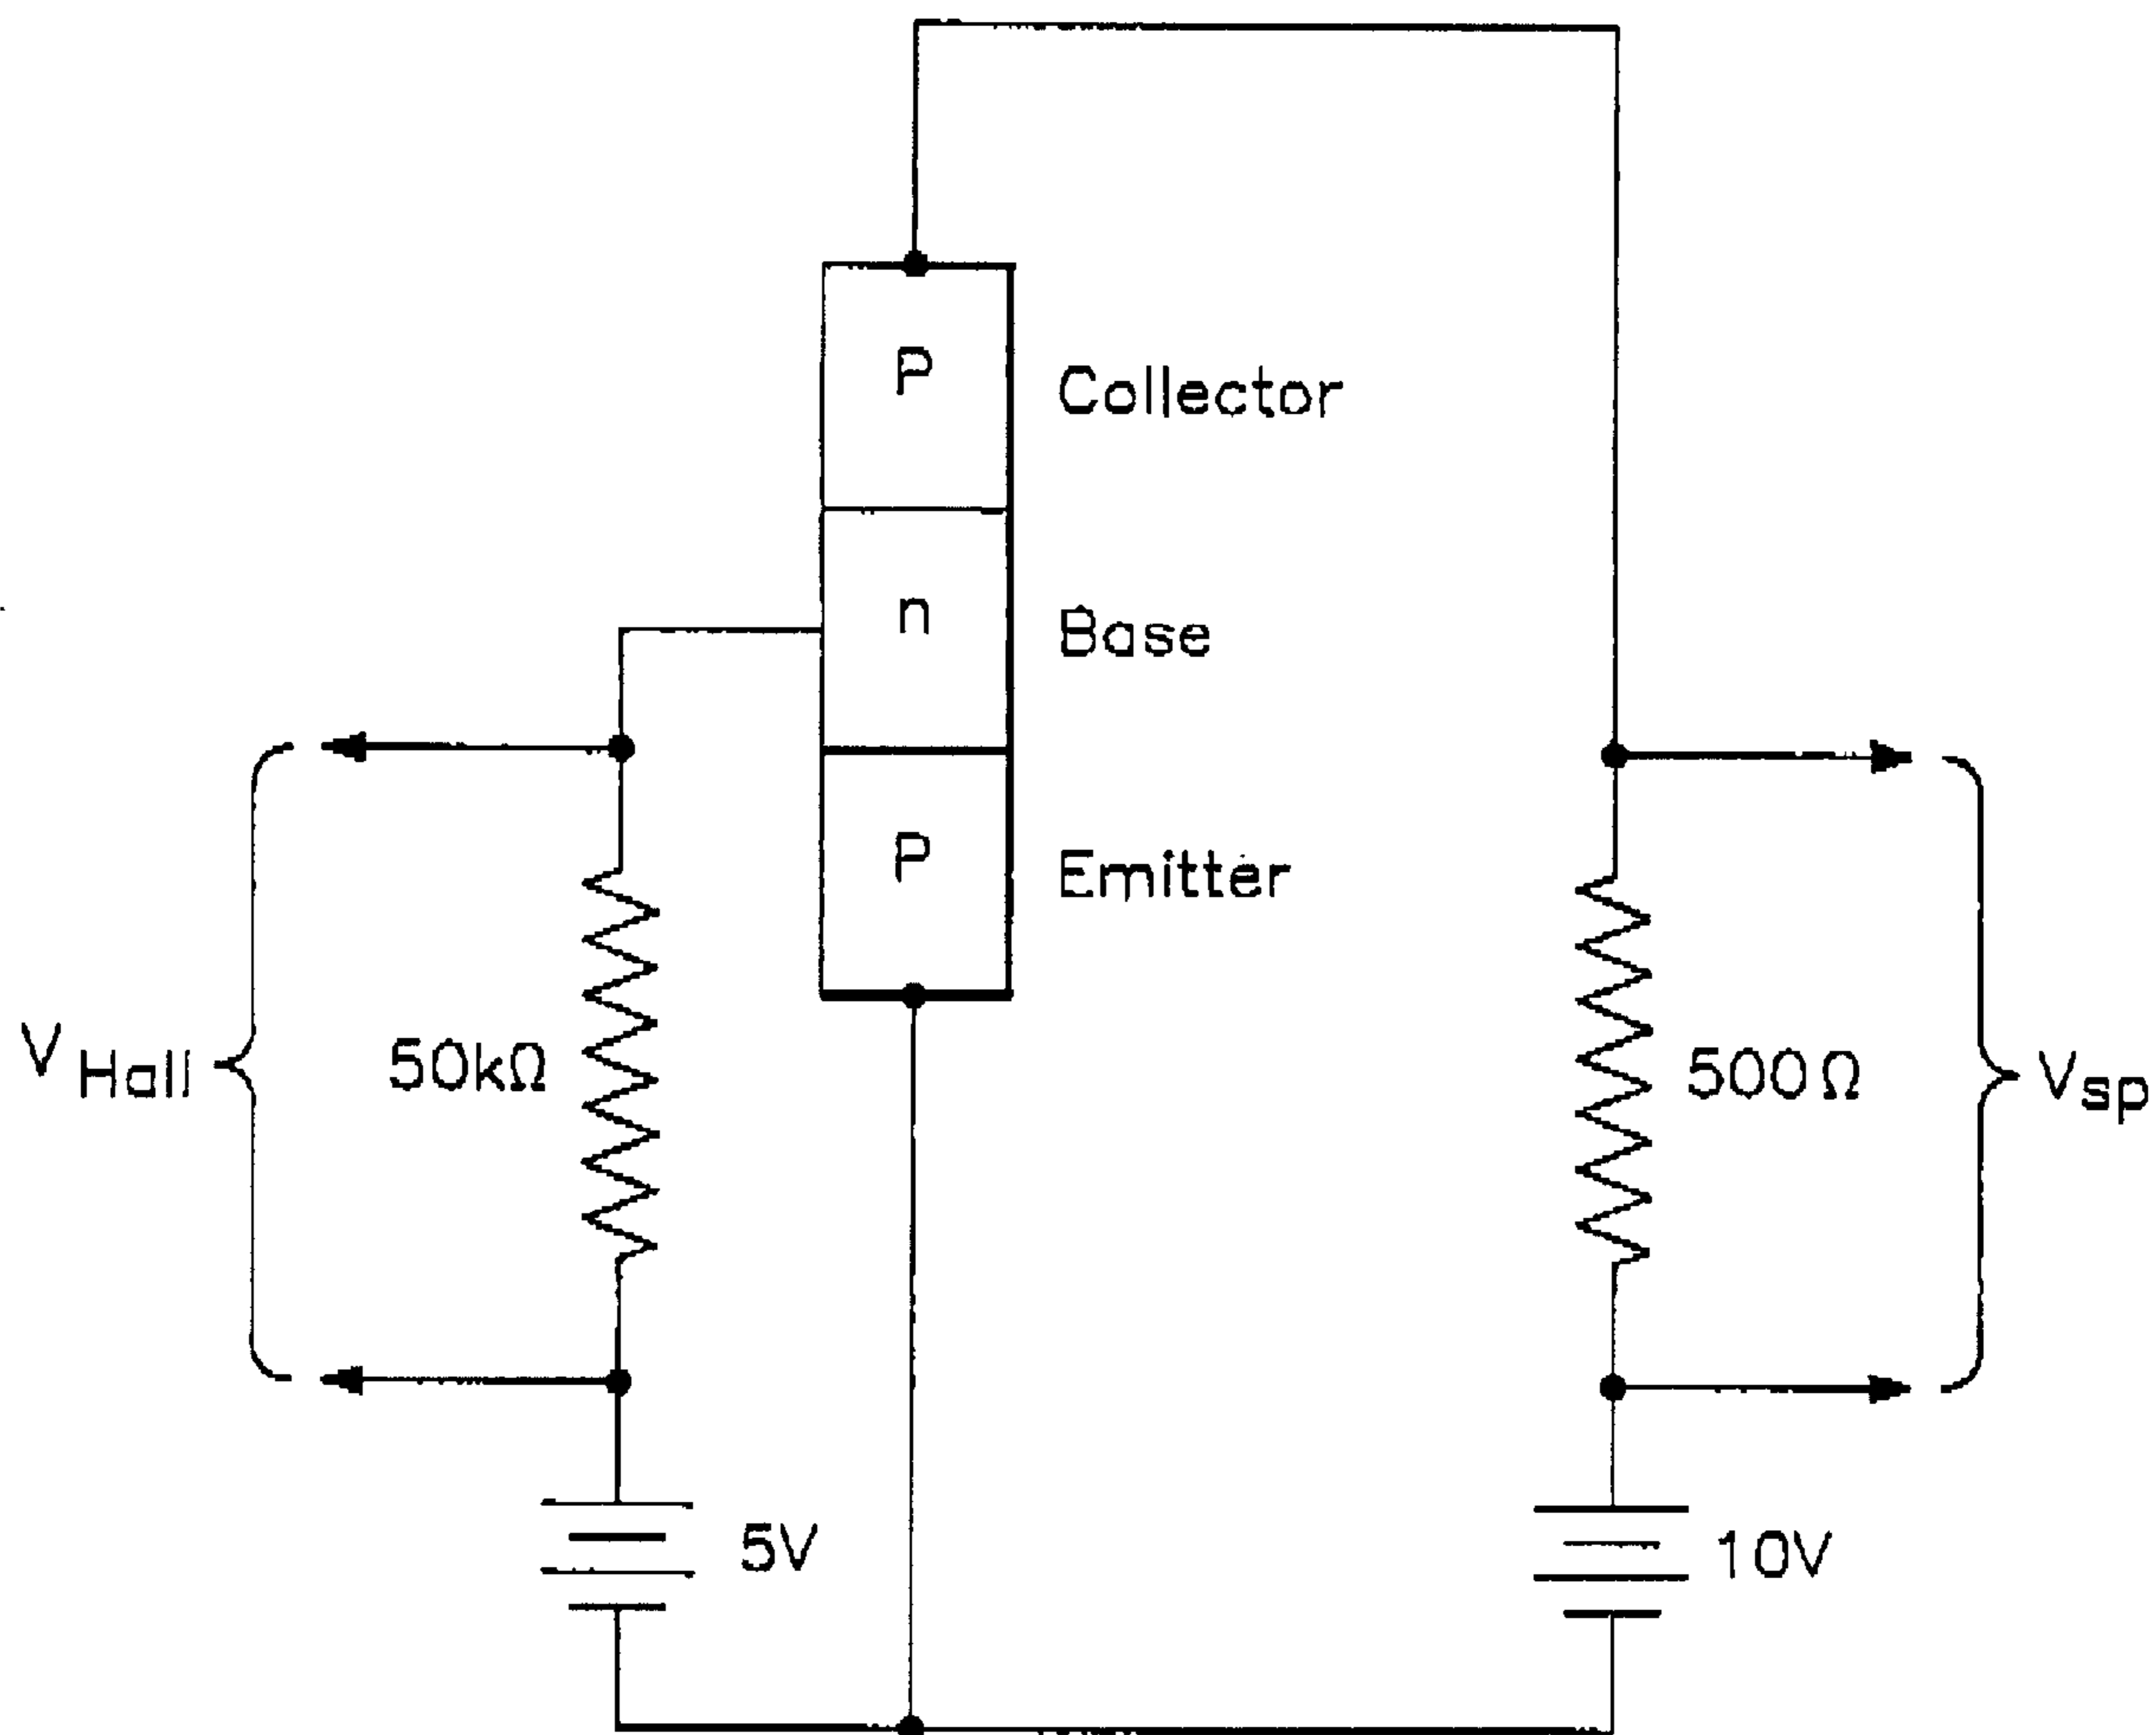 P
Collector
n
Base
P
Emitter
V Hall
50kΩ
500Ω
Vsp
5V
10V